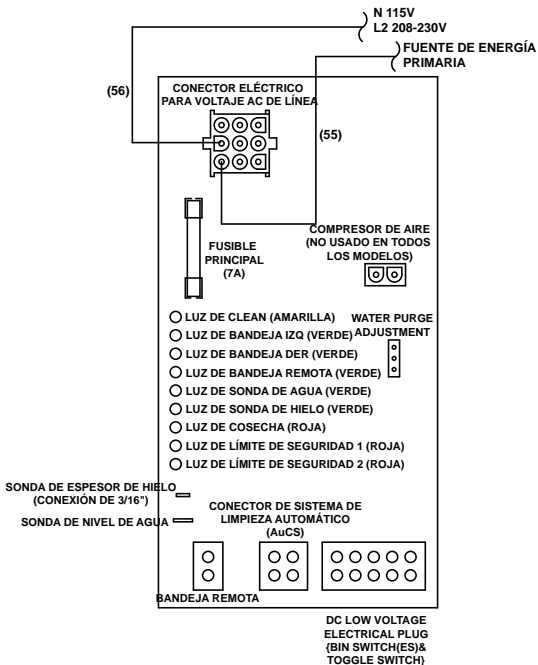 N 115V
L2 208-230V
FUENTE DE ENERGÍA
PRIMARIA
(56)
CONECTOR ELÉCTRICO
PARA VOLTAJE AC DE LÍNEA
(55)
COMPRESOR DE AIRE
(NO USADO EN TODOS
LOS MODELOS)
FUSIBLE
PRINCIPAL
(7A)
LUZ DE CLEAN (AMARILLA)
LUZ DE BANDEJA IZQ (VERDE)
LUZ DE BANDEJA DER (VERDE)
LUZ DE BANDEJA REMOTA (VERDE)
LUZ DE SONDA DE AGUA (VERDE)
LUZ DE SONDA DE HIELO (VERDE)
LUZ DE COSECHA (ROJA)
LUZ DE LÍMITE DE SEGURIDAD 1 (ROJA)
LUZ DE LÍMITE DE SEGURIDAD 2 (ROJA)
WATER PURGE
ADJUSTMENT
SONDA DE ESPESOR DE HIELO
(CONEXIÓN DE 3/16")
SONDA DE NIVEL DE AGUA
CONECTOR DE SISTEMA DE
LIMPIEZA AUTOMÁTICO
(AuCS)
BANDEJA REMOTA
DC LOW VOLTAGE
ELECTRICAL PLUG
{BIN SWITCH(ES)&
TOGGLE SWITCH}